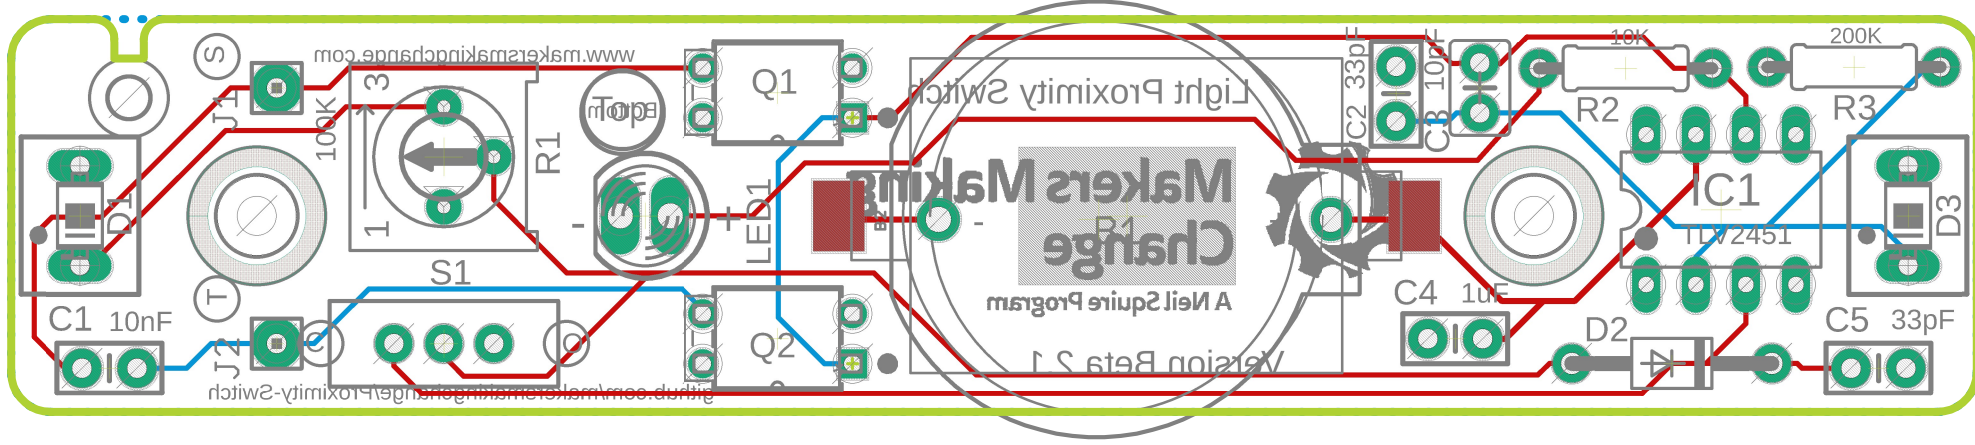 S
www.makersmakingchange.com
J1
100K
3
1
R1
Top
Bottom
Q1
Light Proximity Switch
C2
33pF
C3
10pF
10K
R2
200K
R3
D1
T
S1
-
+
LED1
-
Makers Making
Change
B1
A Neil Squire Program
IC1
TLV2451
D3
C1
10nF
J2
Q2
Version Beta 2.1
C4
1uF
D2
C5
33pF
github.com/makersmakingchange/Proximity-Switch